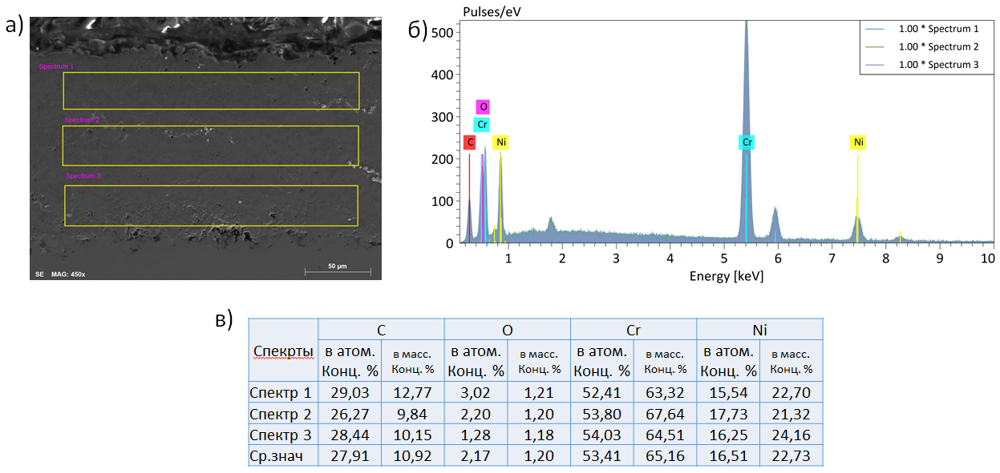 а)
Spectrum 1
Spectrum 2
Spectrum 3
SE MAG: 450x
50 µm
б)
Pulses/eV
1.00 * Spectrum 1
1.00 * Spectrum 2
1.00 * Spectrum 3
500
400
300
200
100
0
O
Cr
C
Ni
Cr
Ni
1 2 3 4 5 6 7 8 9 10
Energy [keV]
в)
Спекрты C O Cr Ni
в атом. Конц. % в масс. Конц. % в атом. Конц. % в масс. Конц. % в атом. Конц. % в масс. Конц. % в атом. Конц. % в масс. Конц. %
Спектр 1 29,03 12,77 3,02 1,21 52,41 63,32 15,54 22,70
Спектр 2 26,27 9,84 2,20 1,20 53,80 67,64 17,73 21,32
Спектр 3 28,44 10,15 1,28 1,18 54,03 64,51 16,25 24,16
Ср.знач 27,91 10,92 2,17 1,20 53,41 65,16 16,51 22,73